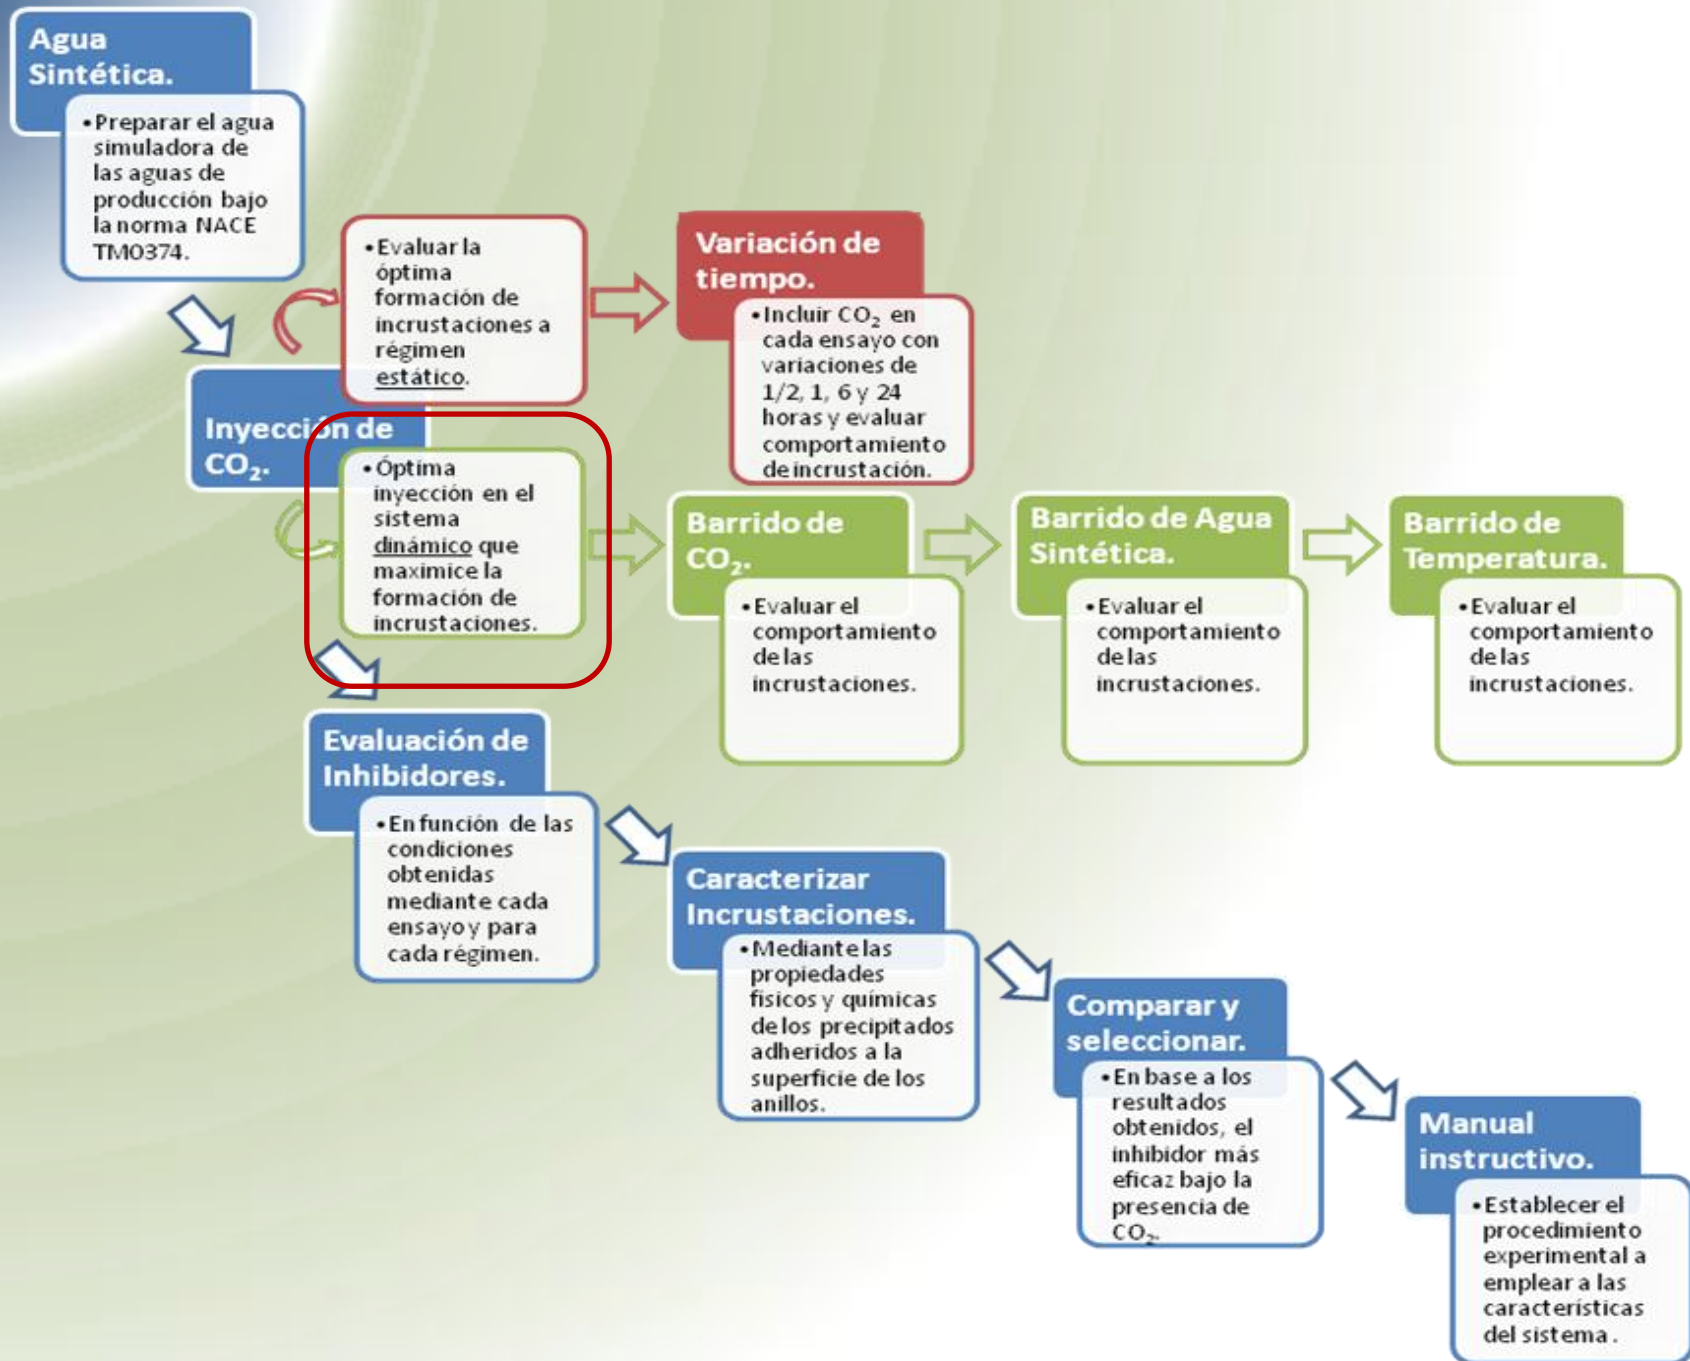 Agua
Sintética.
•Preparar el agua
simuladora de
las aguas de
producción bajo
la norma NACE
TM0374.
•Evaluar la
óptima
formación de
incrustaciones a
régimen
estático.
Variación de
tiempo.
•Incluir CO₂ en
cada ensayo con
variaciones de
1/2, 1, 6 y 24
horas y evaluar
comportamiento
de incrustación.
Inyección de
CO₂.
•Óptima
inyección en el
sistema
dinámico que
maximice la
formación de
incrustaciones.
Barrido de
CO₂.
•Evaluar el
comportamiento
de las
incrustaciones.
Barrido de Agua
Sintética.
•Evaluar el
comportamiento
de las
incrustaciones.
Barrido de
Temperatura.
•Evaluar el
comportamiento
de las
incrustaciones.
Evaluación de
Inhibidores.
•En función de las
condiciones
obtenidas
mediante cada
ensayo y para
cada régimen.
Caracterizar
Incrustaciones.
•Mediante las
propiedades
físicos y químicas
de los precipitados
adheridos a la
superficie de los
anillos.
Comparar y
seleccionar.
•En base a los
resultados
obtenidos, el
inhibidor más
eficaz bajo la
presencia de
CO₂.
Manual
instructivo.
•Establecer el
procedimiento
experimental a
emplear a las
características
del sistema .